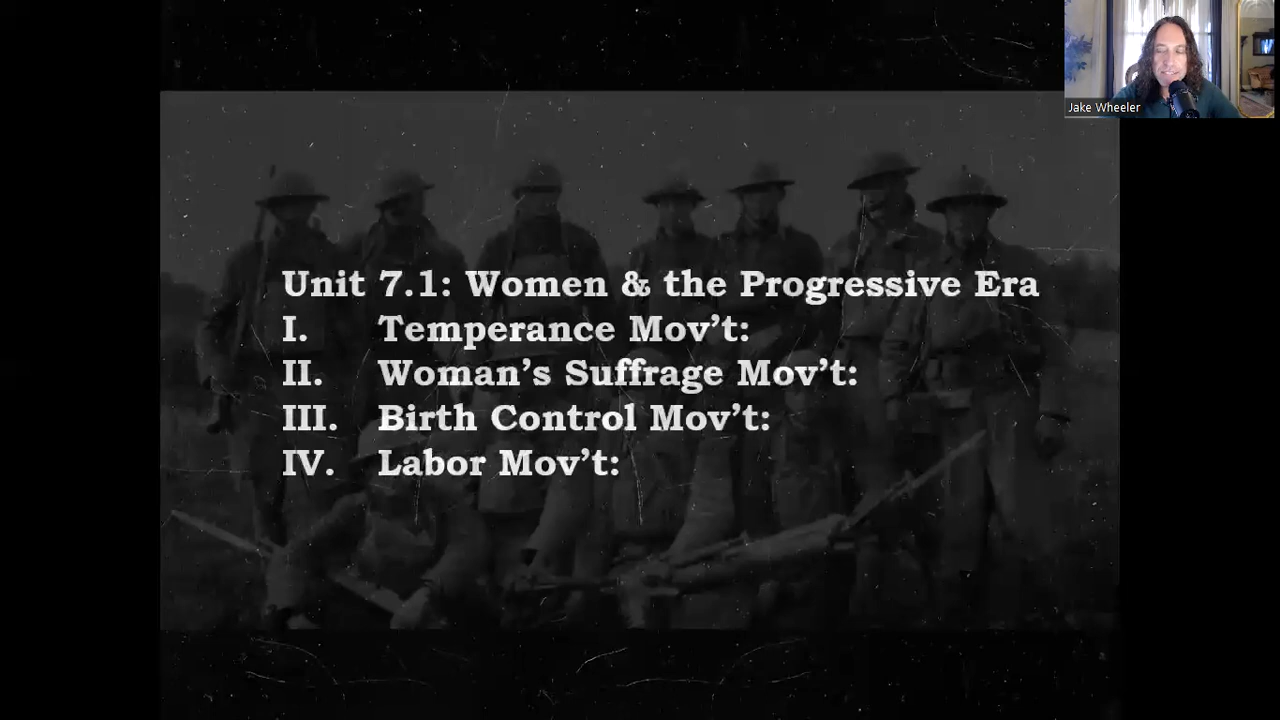 Jake Wheeler
Unit 7.1: Women & the Progressive Era
I. Temperance Mov’t:
II. Woman’s Suffrage Mov’t:
III. Birth Control Mov’t:
IV. Labor Mov’t: